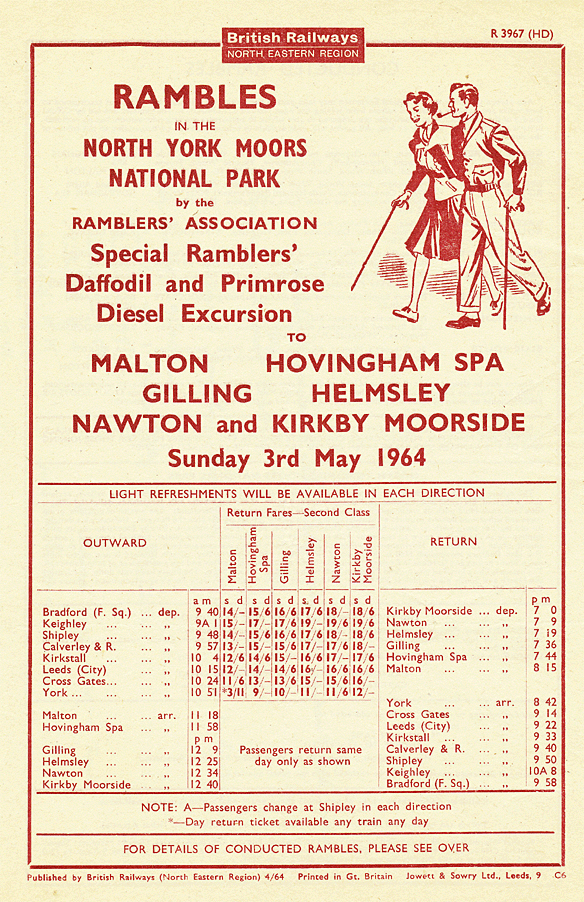 R 3967 (HD)
British Railways
NORTH EASTERN REGION
RAMBLES
IN THE
NORTH YORK MOORS
NATIONAL PARK
by the
RAMBLERS' ASSOCIATION
Special Ramblers'
Daffodil and Primrose
Diesel Excursion
TO
MALTON HOVINGHAM SPA
GILLING HELMSLEY
NAWTON and KIRKBY MOORSIDE
Sunday 3rd May 1964
LIGHT REFRESHMENTS WILL BE AVAILABLE IN EACH DIRECTION
OUTWARD
Return Fares—Second Class
Malton
Hovingham Spa
Gilling
Helmsley
Nawton
Kirkby Moorside
a m s d s d s d s d s d s d
Bradford (F. Sq.) ... dep. 9 40 14/- 15/6 16/6 17/6 18/- 18/6
Keighley ... ... ,, 9A 1 15/- 17/- 17/6 19/- 19/6 19/6
Shipley ... ... ,, 9 48 14/- 15/6 16/6 17/6 18/- 18/6
Calverley & R. ... ,, 9 57 13/- 15/6 15/6 17/6 17/6 18/6
Kirkstall ... ... ,, 10 4 12/6 14/6 15/- 16/6 17/- 17/6
Leeds (City) ... ,, 10 15 12/- 14/- 14/6 16/- 16/6 16/6
Cross Gates... ... ,, 10 24 11/6 13/- 13/6 15/6 15/6 16/-
York ... ... ... ,, 10 51 *3/11 9/- 10/- 11/- 11/6 12/-
Malton ... ... arr. 11 18
Hovingham Spa ... ,, 11 58
p m
Gilling ... ... ,, 12 9
Helmsley ... ... ,, 12 25
Nawton ... ... ,, 12 34
Kirkby Moorside ... ,, 12 40
Passengers return same
day only as shown
RETURN
p m
Kirkby Moorside ... dep. 7 0
Nawton ... ... ,, 7 9
Helmsley ... ... ,, 7 19
Gilling ... ... ,, 7 36
Hovingham Spa ... ,, 7 44
Malton ... ... ,, 8 15
York ... ... arr. 8 42
Cross Gates ... ,, 9 14
Leeds (City) ... ,, 9 22
Kirkstall ... ... ,, 9 33
Calverley & R. ... ,, 9 40
Shipley ... ... ,, 9 50
Keighley ... ... ,, 10A 8
Bradford (F. Sq.) ... ,, 9 58
NOTE: A—Passengers change at Shipley in each direction
*—Day return ticket available any train any day
FOR DETAILS OF CONDUCTED RAMBLES, PLEASE SEE OVER
Published by British Railways (North Eastern Region) 4/64 Printed in Gt. Britain Jowett & Sowry Ltd., Leeds, 9 C6